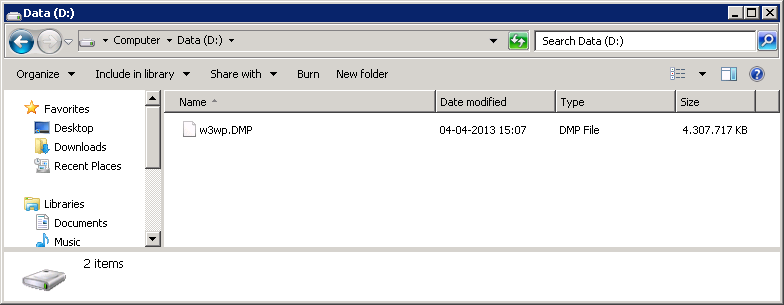 Data (D:)
Computer Data (D:)
Search Data (D:)
Organize Include in library Share with Burn New folder
Favorites
Desktop
Downloads
Recent Places
Libraries
Documents
Music
Name Date modified Type Size
w3wp.DMP 04-04-2013 15:07 DMP File 4.307.717 KB
2 items